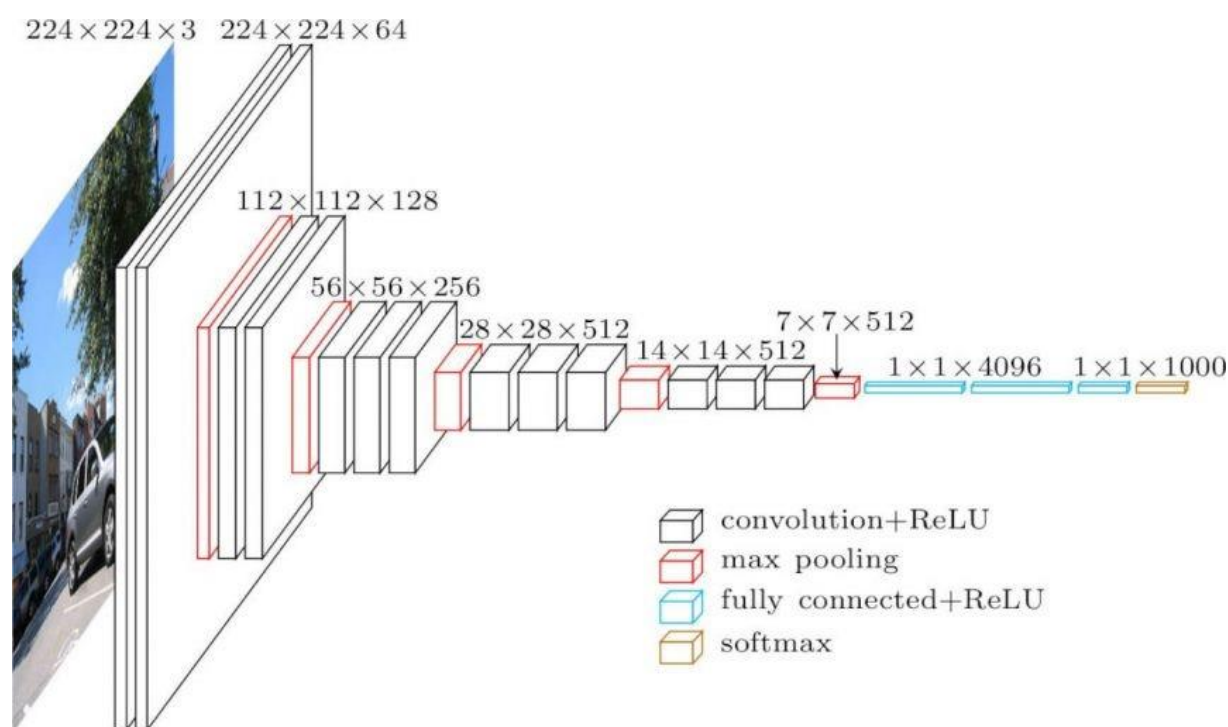 224×224×3
224×224×64
112×112×128
56×56×256
28×28×512
14×14×512
7×7×512
1×1×4096
1×1×1000
convolution+ReLU
max pooling
fully connected+ReLU
softmax